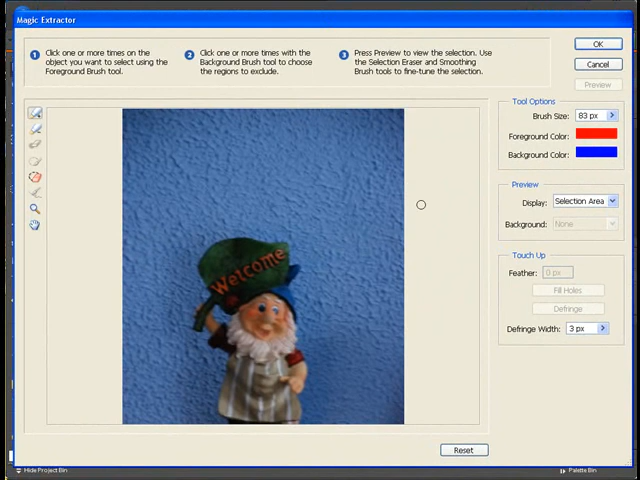 Magic Extractor
1 Click one or more times on the
object you want to select using the
Foreground Brush tool.
2 Click one or more times with the
Background Brush tool to choose
the regions to exclude.
3 Press Preview to view the selection. Use
the Selection Eraser and Smoothing
Brush tools to fine-tune the selection.
OK
Cancel
Preview
Tool Options
Brush Size: 83 px
Foreground Color:
Background Color:
Preview
Display: Selection Area
Background: None
Touch Up
Feather: 0 px
Fill Holes
Defringe
Defringe Width: 3 px
Welcome
Reset
Hide Project Bin
Palette Bin